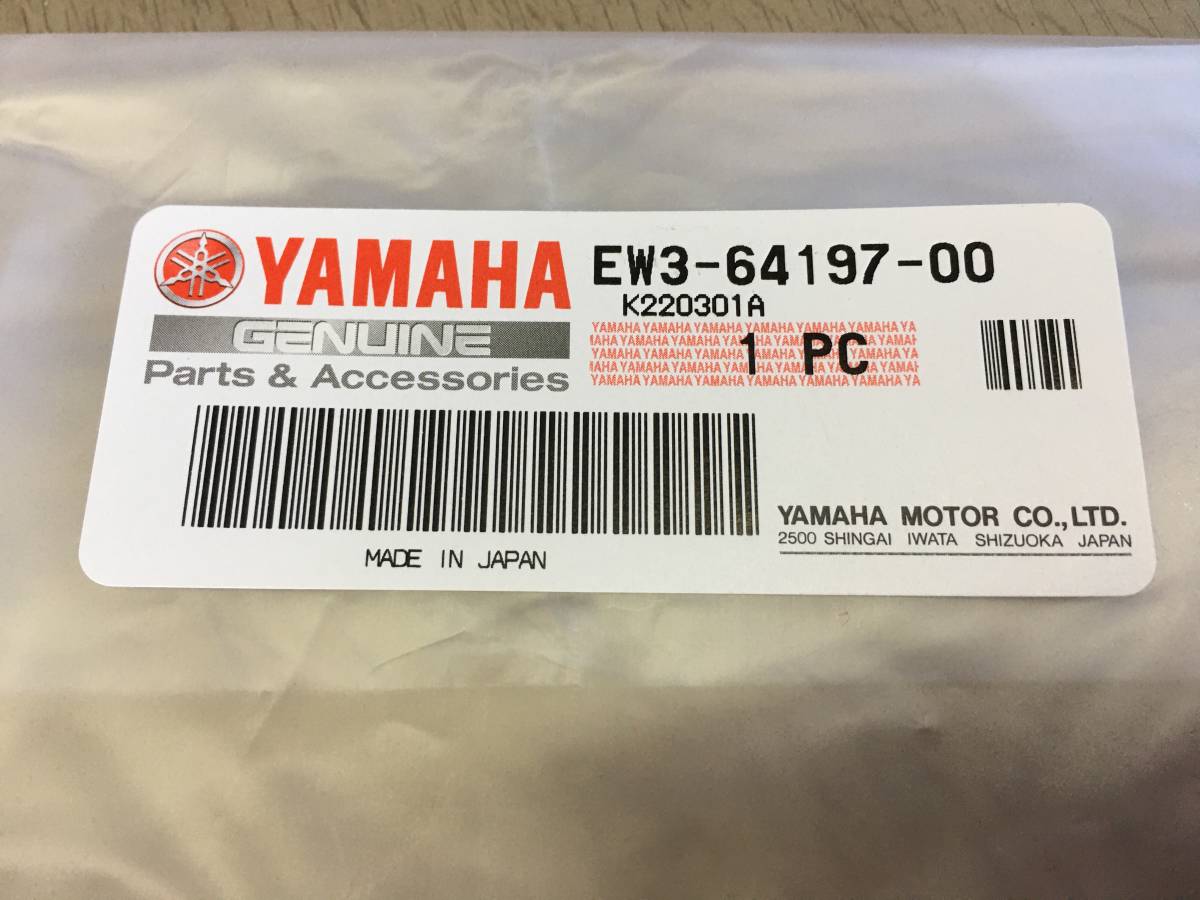 YAMAHA
GENUINE
Parts & Accessories
EW3-64197-00
K220301A
YAMAHA YAMAHA YAMAHA YAMAHA YAMAHA YAMAHA YA
1 PC
MADE IN JAPAN
YAMAHA MOTOR CO.,LTD.
2500 SHINGAI IWATA SHIZUOKA JAPAN